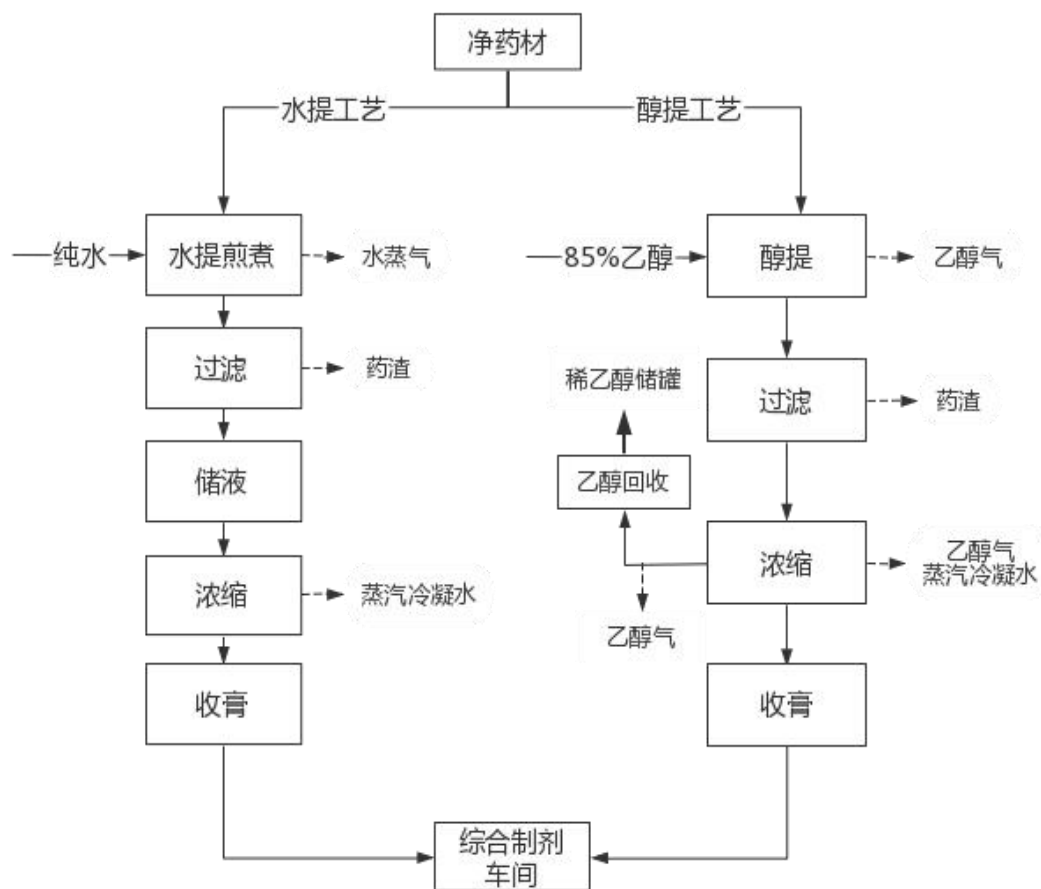 净药材
水提工艺
醇提工艺
纯水
水提煎煮
水蒸气
85%乙醇
醇提
乙醇气
过滤
药渣
稀乙醇储罐
过滤
药渣
储液
乙醇回收
浓缩
蒸汽冷凝水
浓缩
乙醇气
蒸汽冷凝水
乙醇气
收膏
收膏
综合制剂
车间